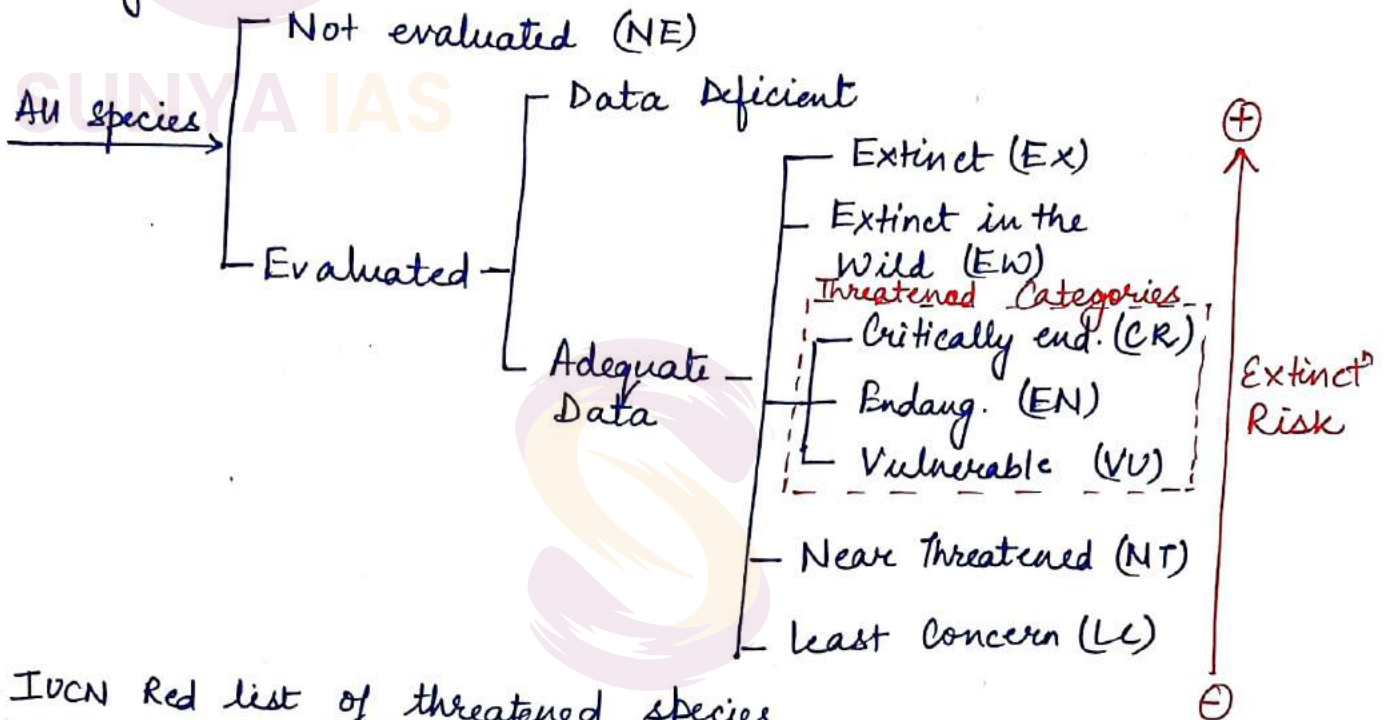 Not evaluated (NE)
SUNYA IAS
All species
Data Deficient
Extinct (EX)
Extinct in the
Wild (EW)
Evaluated
Threatened Categories
Critically end. (CR)
Adequate
Data
Endang. (EN)
Vulnerable (VU)
Extinctⁿ
Risk
Near Threatened (NT)
Least Concern (LC)
IUCN Red list of threatened species